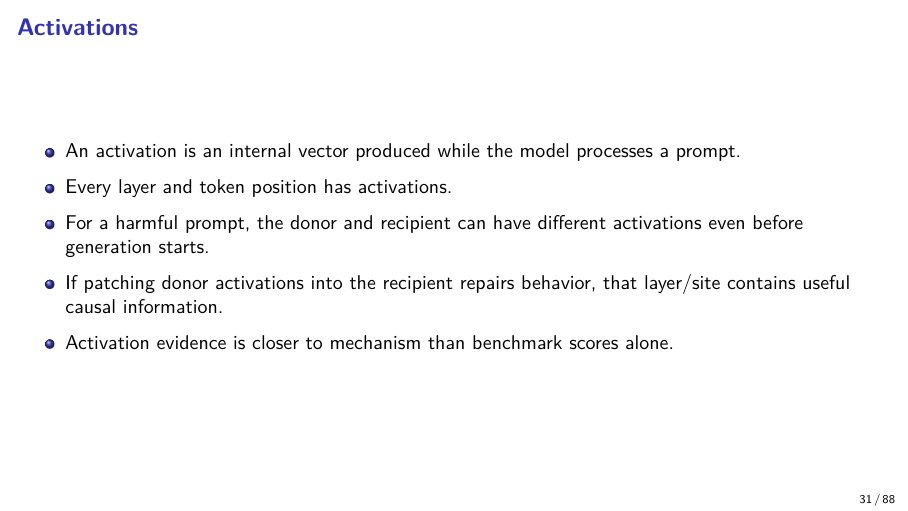 Activations
An activation is an internal vector produced while the model processes a prompt.
Every layer and token position has activations.
For a harmful prompt, the donor and recipient can have different activations even before
generation starts.
If patching donor activations into the recipient repairs behavior, that layer/site contains useful
causal information.
Activation evidence is closer to mechanism than benchmark scores alone.
31 / 88